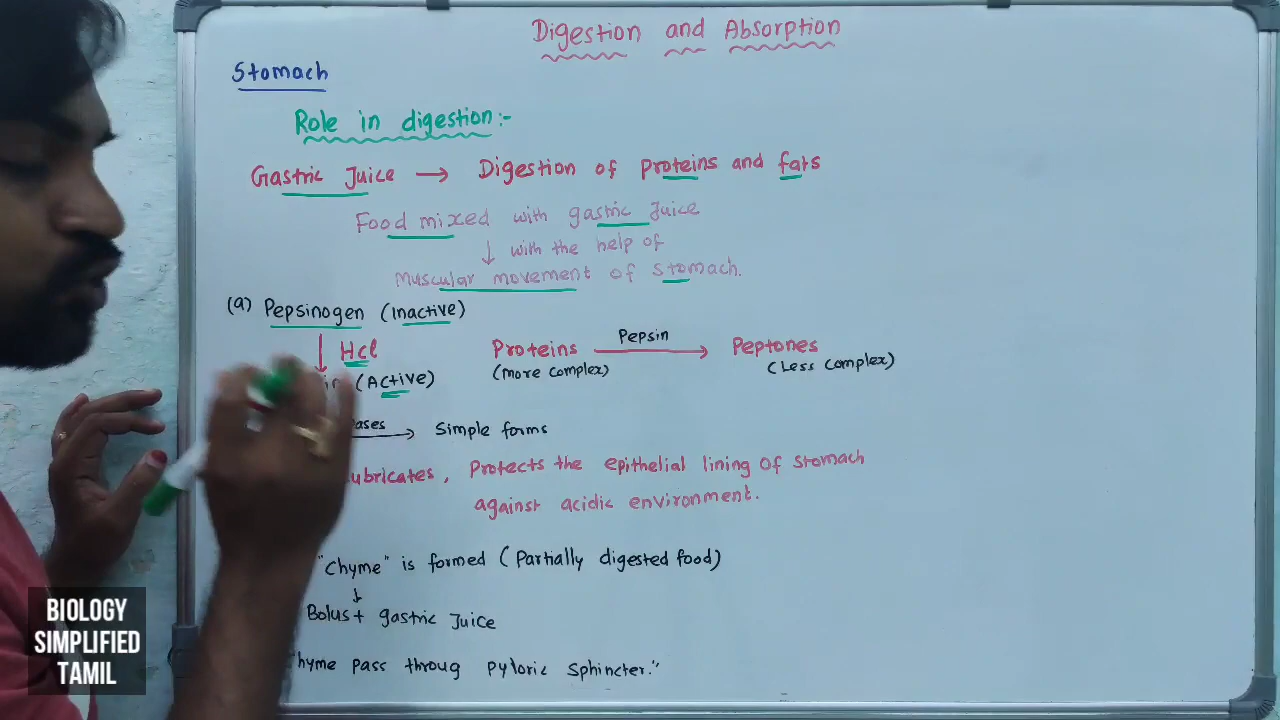 Digestion and Absorption
Stomach
Role in digestion:-
Gastric Juice → Digestion of Proteins and fats
Food mixed with gastric Juice
↓ with the help of
Muscular movement of Stomach.
(a) Pepsinogen (Inactive)
↓ Hcl
(Active)
Proteins Pepsin → Peptones
(more complex) (Less complex)
→ Simple forms
Protects the epithelial lining of stomach
against acidic environment.
"Chyme" is formed (Partially digested food)
↓
Bolus + gastric Juice
pass throug pyloric sphincter."
BIOLOGY
SIMPLIFIED
TAMIL